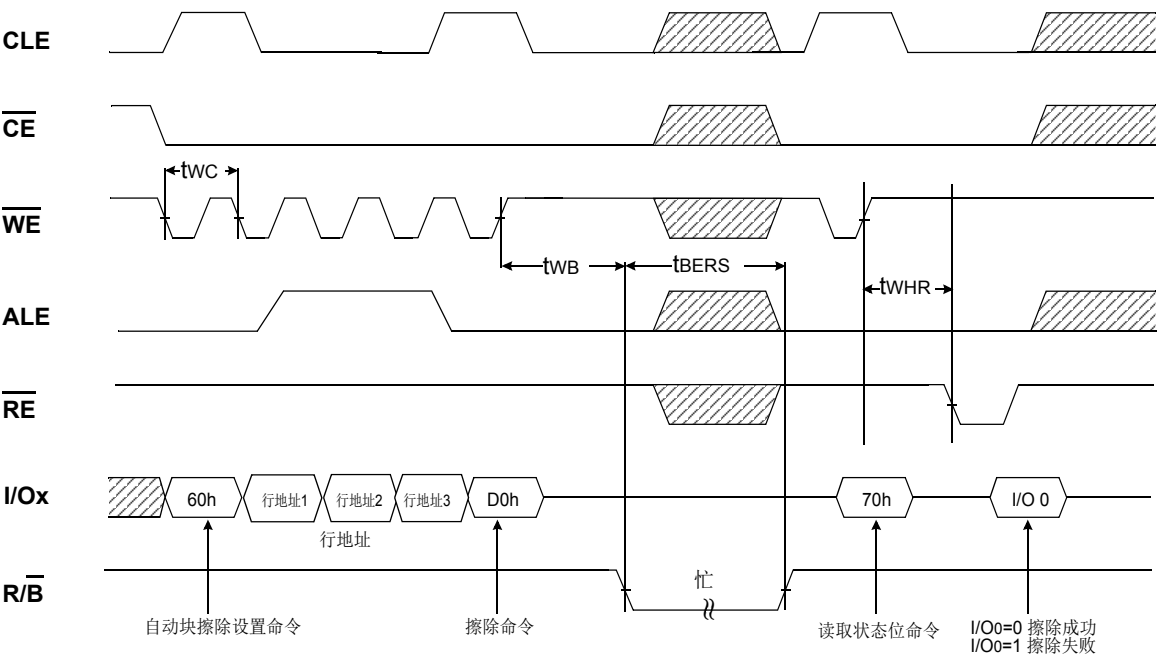 CLE
CE
tWC
WE
tWB
tBERS
tWHR
ALE
RE
I/Ox
60h
行地址1
行地址2
行地址3
D0h
70h
I/O 0
行地址
R/B
忙
自动块擦除设置命令
擦除命令
读取状态位命令
I/O0=0 擦除成功
I/O0=1 擦除失败